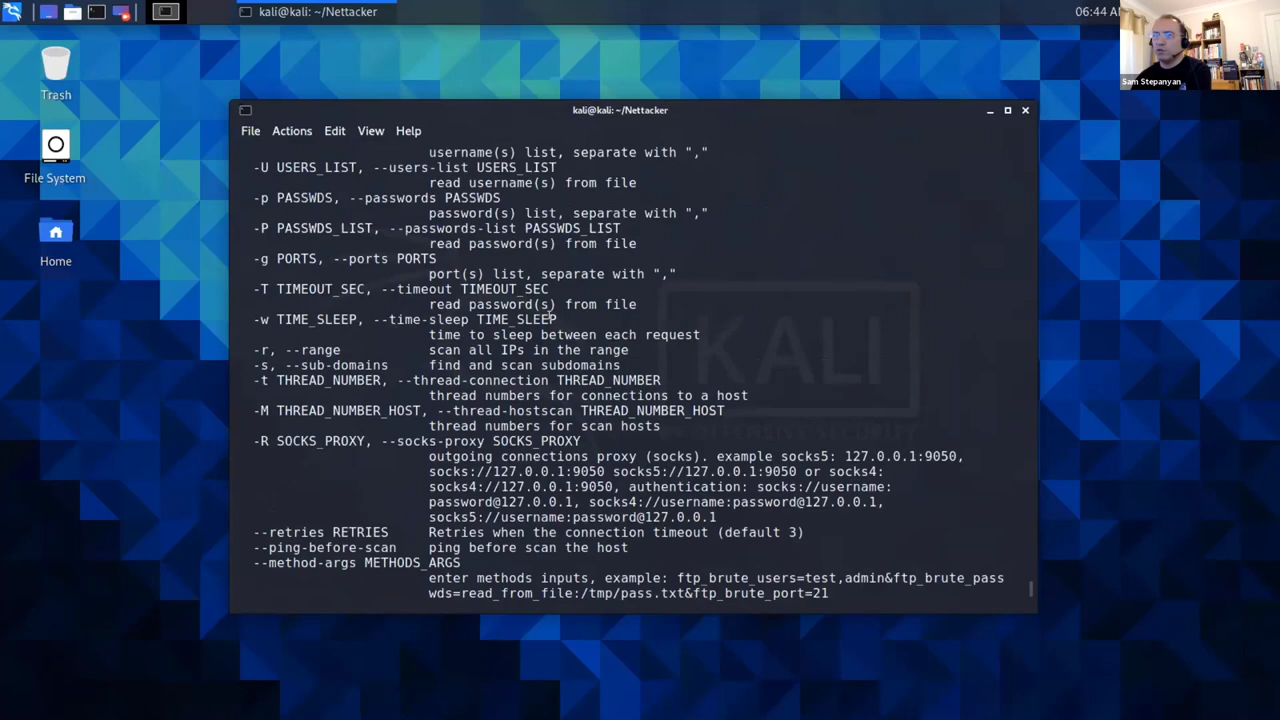 kali@kali: ~/Nettacker
06:44 A
Sam Stepanyan
Trash
File System
Home
kali@kali: ~/Nettacker
File Actions Edit View Help
username(s) list, separate with ","
-U USERS_LIST, --users-list USERS_LIST
read username(s) from file
-p PASSWDS, --passwords PASSWDS
password(s) list, separate with ","
-P PASSWDS_LIST, --passwords-list PASSWDS_LIST
read password(s) from file
-g PORTS, --ports PORTS
port(s) list, separate with ","
-T TIMEOUT_SEC, --timeout TIMEOUT_SEC
read password(s) from file
-w TIME_SLEEP, --time-sleep TIME_SLEEP
time to sleep between each request
-r, --range scan all IPs in the range
-s, --sub-domains find and scan subdomains
-t THREAD_NUMBER, --thread-connection THREAD_NUMBER
thread numbers for connections to a host
-M THREAD_NUMBER_HOST, --thread-hostscan THREAD_NUMBER_HOST
thread numbers for scan hosts
-R SOCKS_PROXY, --socks-proxy SOCKS_PROXY
outgoing connections proxy (socks). example socks5: 127.0.0.1:9050,
socks://127.0.0.1:9050 socks5://127.0.0.1:9050 or socks4:
socks4://127.0.0.1:9050, authentication: socks://username:
password@127.0.0.1, socks4://username:password@127.0.0.1,
socks5://username:password@127.0.0.1
--retries RETRIES Retries when the connection timeout (default 3)
--ping-before-scan ping before scan the host
--method-args METHODS_ARGS
enter methods inputs, example: ftp_brute_users=test,admin&ftp_brute_pass
wds=read_from_file:/tmp/pass.txt&ftp_brute_port=21
KALI